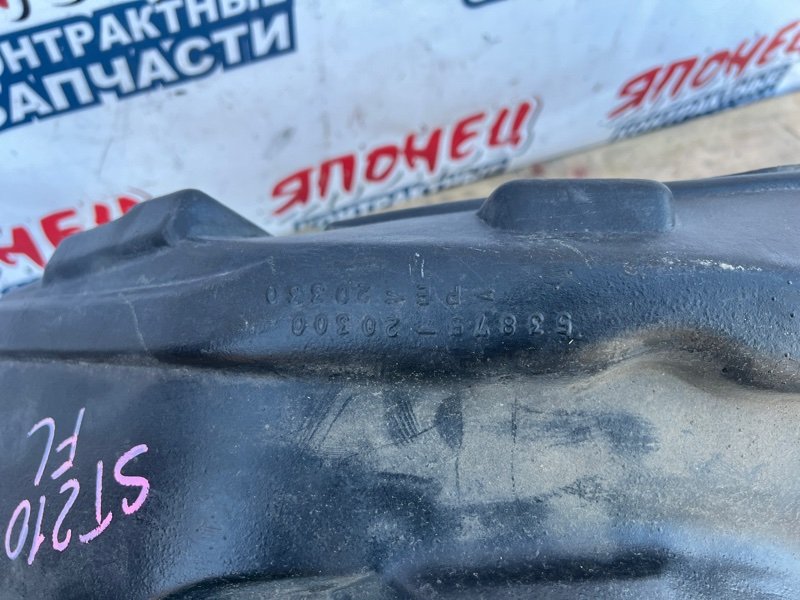 КОНТРАКТНЫЕ
ЗАПЧАСТИ
ЯПОНЕЦ
ЯПОНЕЦ
ЯПОНЕЦ
53875-20300
>PE< 20330
ST210
FL